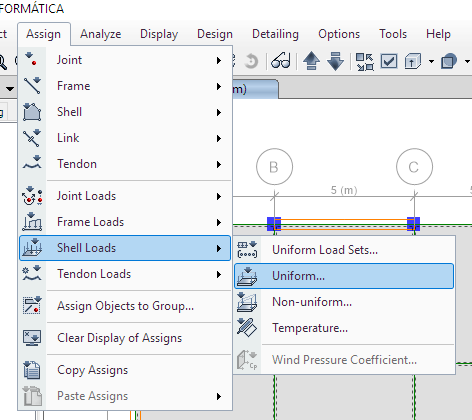 FORMÁTICA
ct Assign Analyze Display Design Detailing Options Tools Help
m)
Joint
Frame
Shell
Link
Tendon
Joint Loads
Frame Loads
Shell Loads
Tendon Loads
Assign Objects to Group...
Clear Display of Assigns
Copy Assigns
Paste Assigns
B C
5 (m) 5
Uniform Load Sets...
Uniform...
Non-uniform...
Temperature...
Wind Pressure Coefficient...